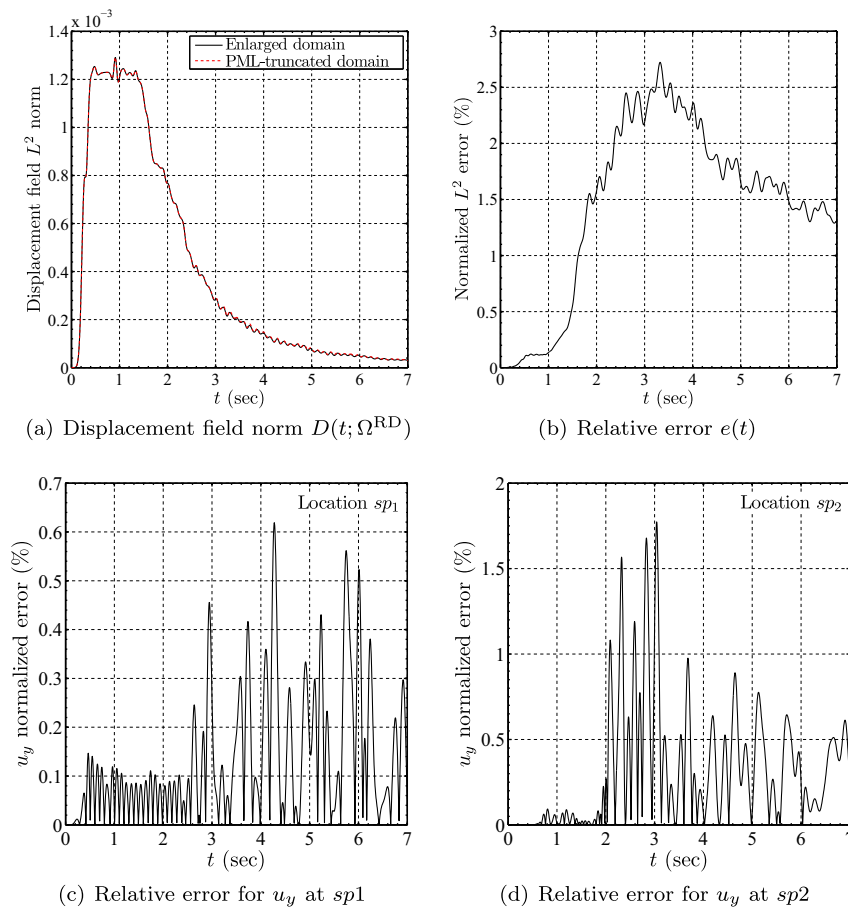 x 10⁻³
1.4
1.2
1
0.8
0.6
0.4
0.2
0
Displacement field L² norm
Enlarged domain
PML-truncated domain
0 1 2 3 4 5 6 7
t (sec)
(a) Displacement field norm D(t; Ω^RD)
3
2.5
2
1.5
1
0.5
0
Normalized L² error (%)
0 1 2 3 4 5 6 7
t (sec)
(b) Relative error e(t)
0.7
0.6
0.5
0.4
0.3
0.2
0.1
0
u_y normalized error (%)
Location sp₁
0 1 2 3 4 5 6 7
t (sec)
(c) Relative error for u_y at sp1
2
1.5
1
0.5
0
u_y normalized error (%)
Location sp₂
0 1 2 3 4 5 6 7
t (sec)
(d) Relative error for u_y at sp2